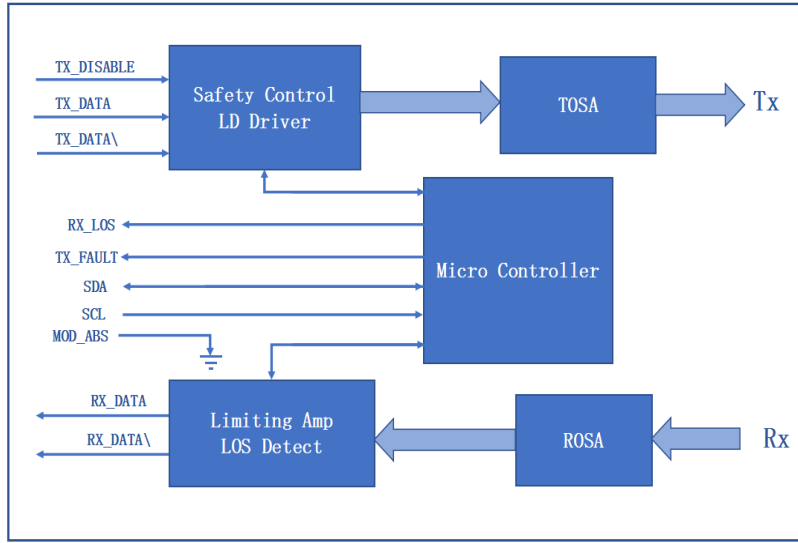 TX_DISABLE
TX_DATA
TX_DATA\
Safety Control
LD Driver
TOSA
Tx
RX_LOS
TX_FAULT
SDA
SCL
MOD_ABS
Micro Controller
RX_DATA
RX_DATA\
Limiting Amp
LOS Detect
ROSA
Rx